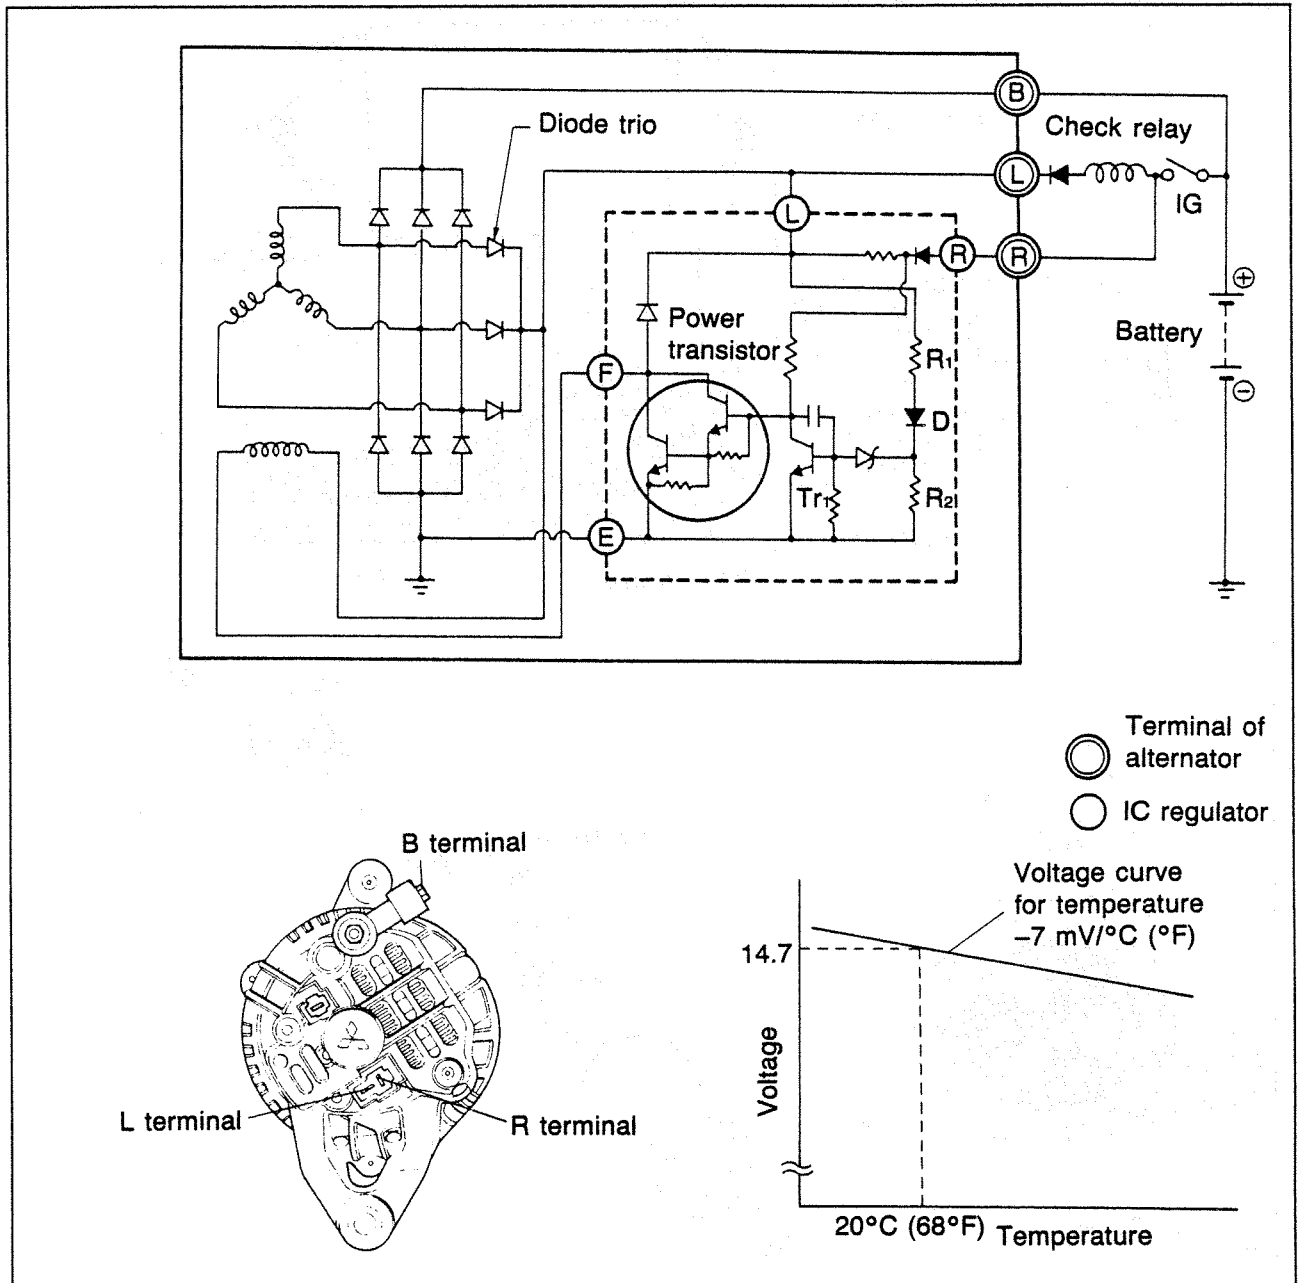 B
Diode trio
Check relay
L
IG
L
R
R
Power
transistor
R1
Battery
⊕
⊖
F
D
Tr1
R2
E
Terminal of
alternator
IC regulator
B terminal
L terminal
R terminal
Voltage curve
for temperature
–7 mV/°C (°F)
14.7
Voltage
20°C (68°F)
Temperature